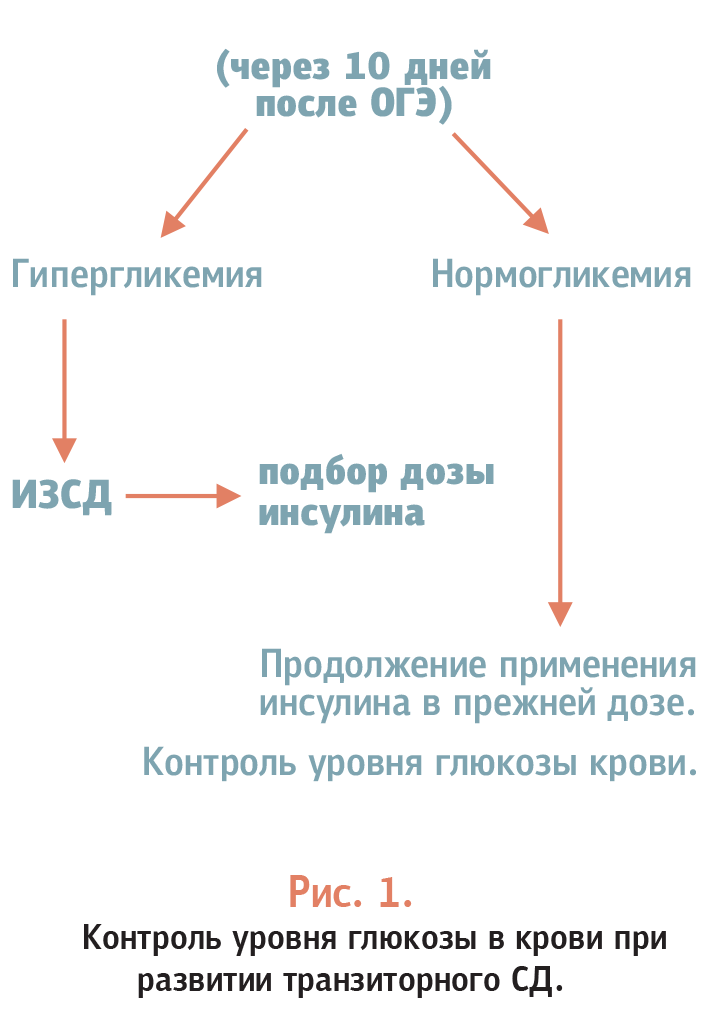 (через 10 дней
после ОГЭ)
Гипергликемия
Нормогликемия
ИЗСД
подбор дозы
инсулина
Продолжение применения
инсулина в прежней дозе.
Контроль уровня глюкозы крови.
Рис. 1.
Контроль уровня глюкозы в крови при
развитии транзиторного СД.